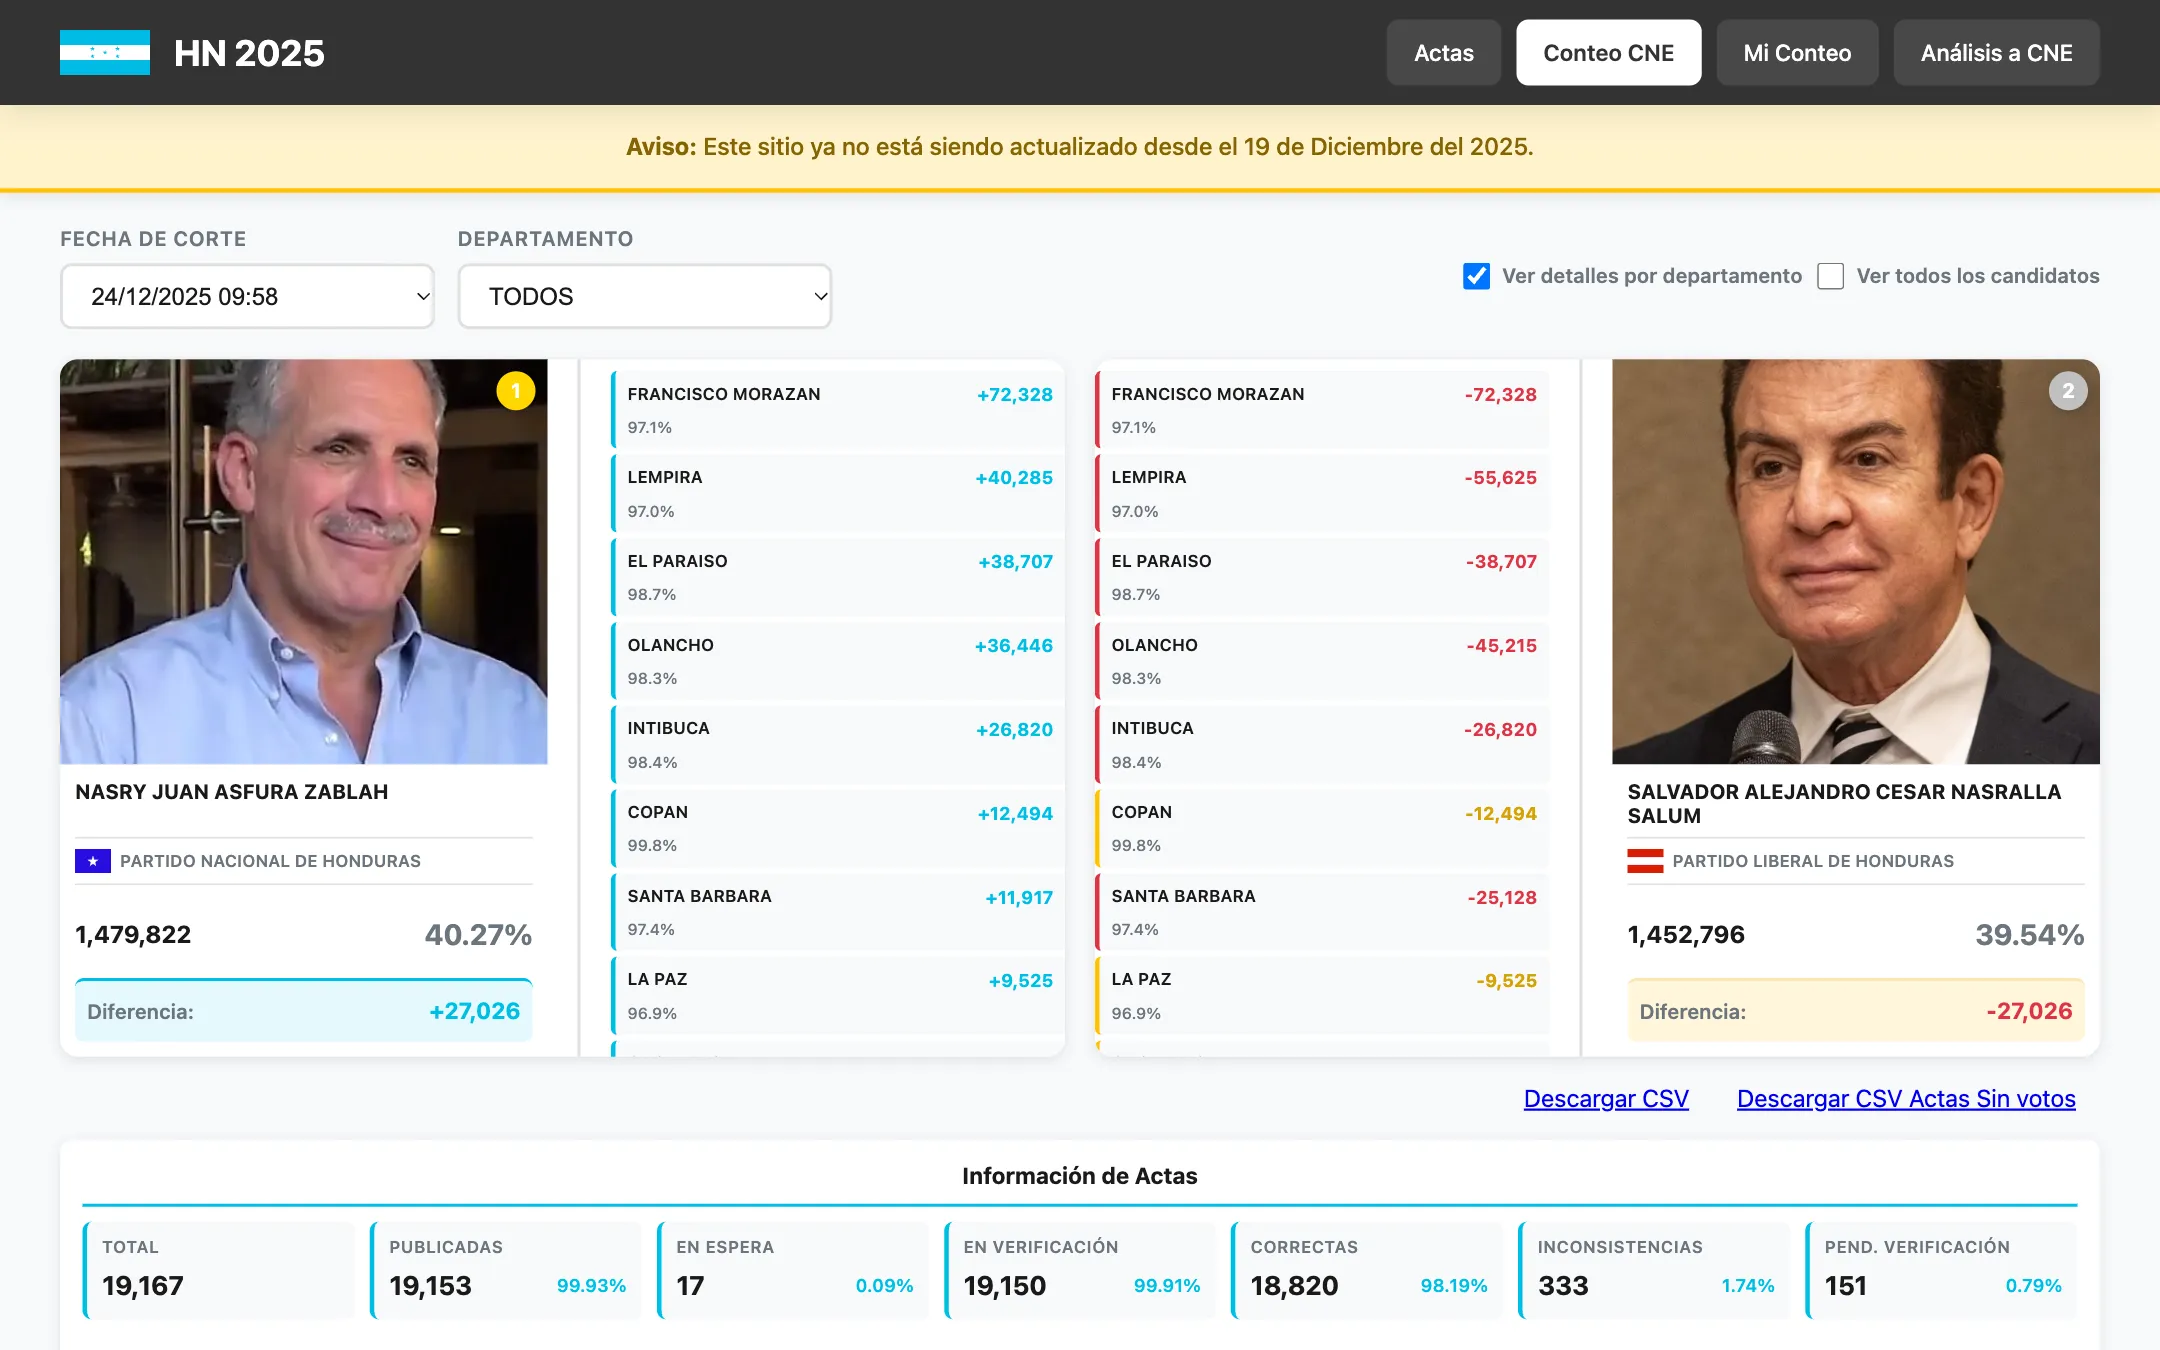 HN 2025
Actas
Conteo CNE
Mi Conteo
Análisis a CNE
Aviso: Este sitio ya no está siendo actualizado desde el 19 de Diciembre del 2025.
FECHA DE CORTE
24/12/2025 09:58
DEPARTAMENTO
TODOS
Ver detalles por departamento
Ver todos los candidatos
1
NASRY JUAN ASFURA ZABLAH
PARTIDO NACIONAL DE HONDURAS
1,479,822 40.27%
Diferencia: +27,026
FRANCISCO MORAZAN +72,328
97.1%
LEMPIRA +40,285
97.0%
EL PARAISO +38,707
98.7%
OLANCHO +36,446
98.3%
INTIBUCA +26,820
98.4%
COPAN +12,494
99.8%
SANTA BARBARA +11,917
97.4%
LA PAZ +9,525
96.9%
FRANCISCO MORAZAN -72,328
97.1%
LEMPIRA -55,625
97.0%
EL PARAISO -38,707
98.7%
OLANCHO -45,215
98.3%
INTIBUCA -26,820
98.4%
COPAN -12,494
99.8%
SANTA BARBARA -25,128
97.4%
LA PAZ -9,525
96.9%
2
SALVADOR ALEJANDRO CESAR NASRALLA
SALUM
PARTIDO LIBERAL DE HONDURAS
1,452,796 39.54%
Diferencia: -27,026
Descargar CSV
Descargar CSV Actas Sin votos
Información de Actas
TOTAL
19,167
PUBLICADAS
19,153 99.93%
EN ESPERA
17 0.09%
EN VERIFICACIÓN
19,150 99.91%
CORRECTAS
18,820 98.19%
INCONSISTENCIAS
333 1.74%
PEND. VERIFICACIÓN
151 0.79%